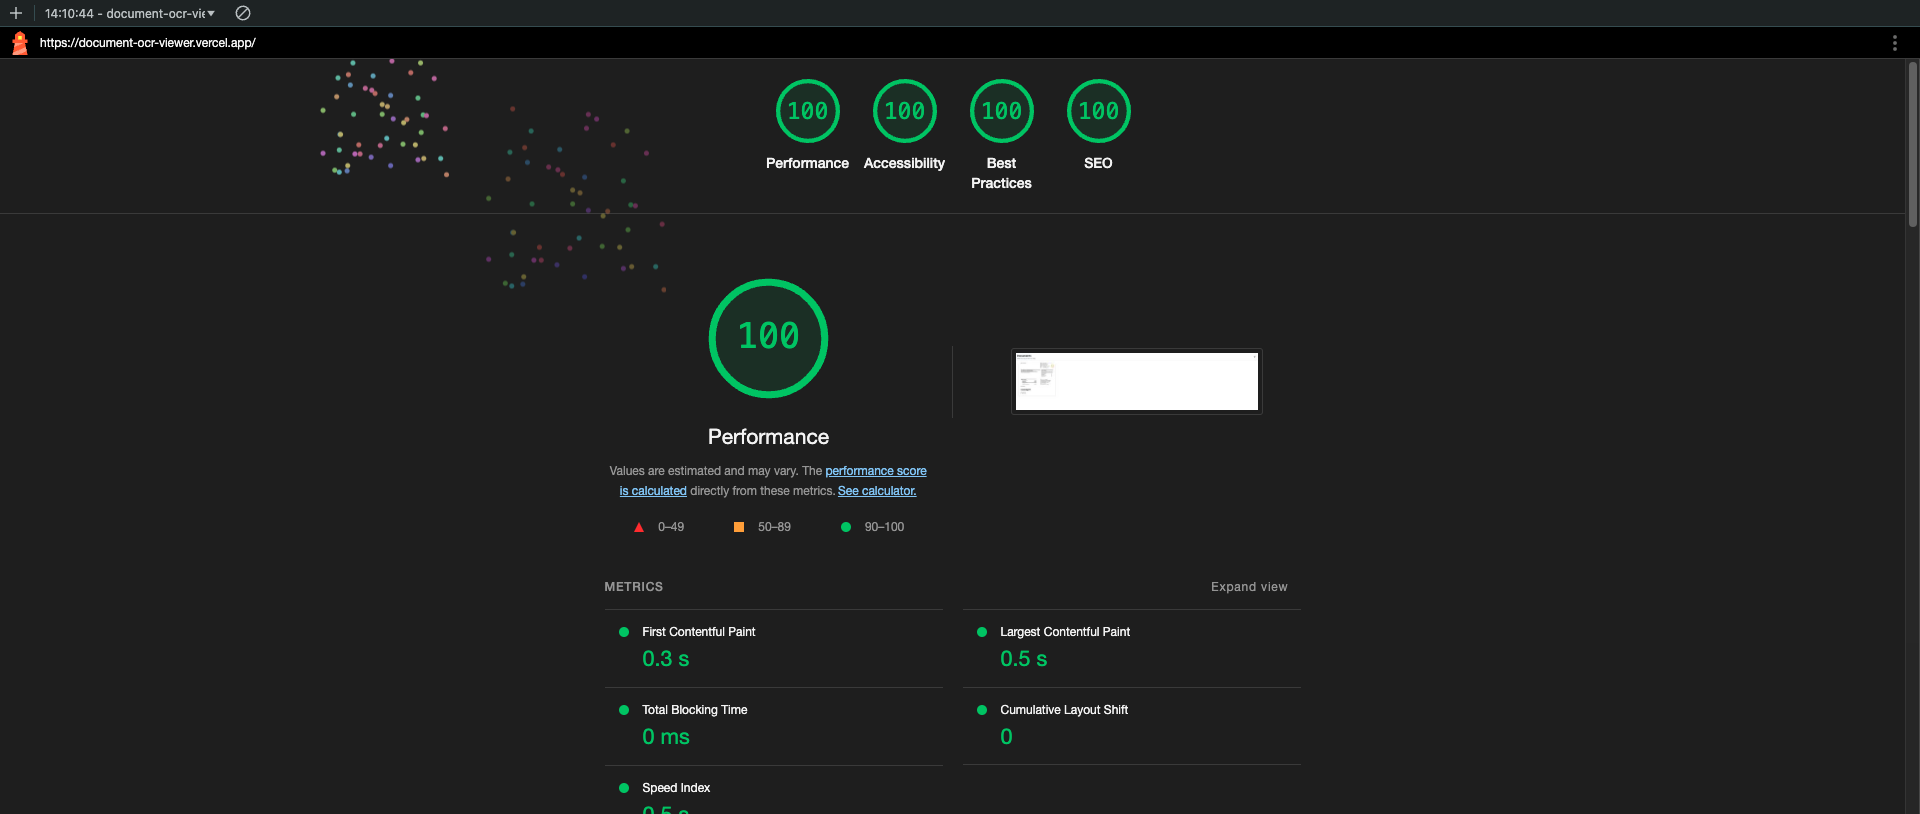 14:10:44 - document-ocr-vie
https://document-ocr-viewer.vercel.app/
100 100 100 100
Performance Accessibility Best Practices SEO
100
Performance
Values are estimated and may vary. The performance score
is calculated directly from these metrics. See calculator.
0–49 50–89 90–100
METRICS Expand view
First Contentful Paint
0.3 s
Largest Contentful Paint
0.5 s
Total Blocking Time
0 ms
Cumulative Layout Shift
0
Speed Index
0.5 s